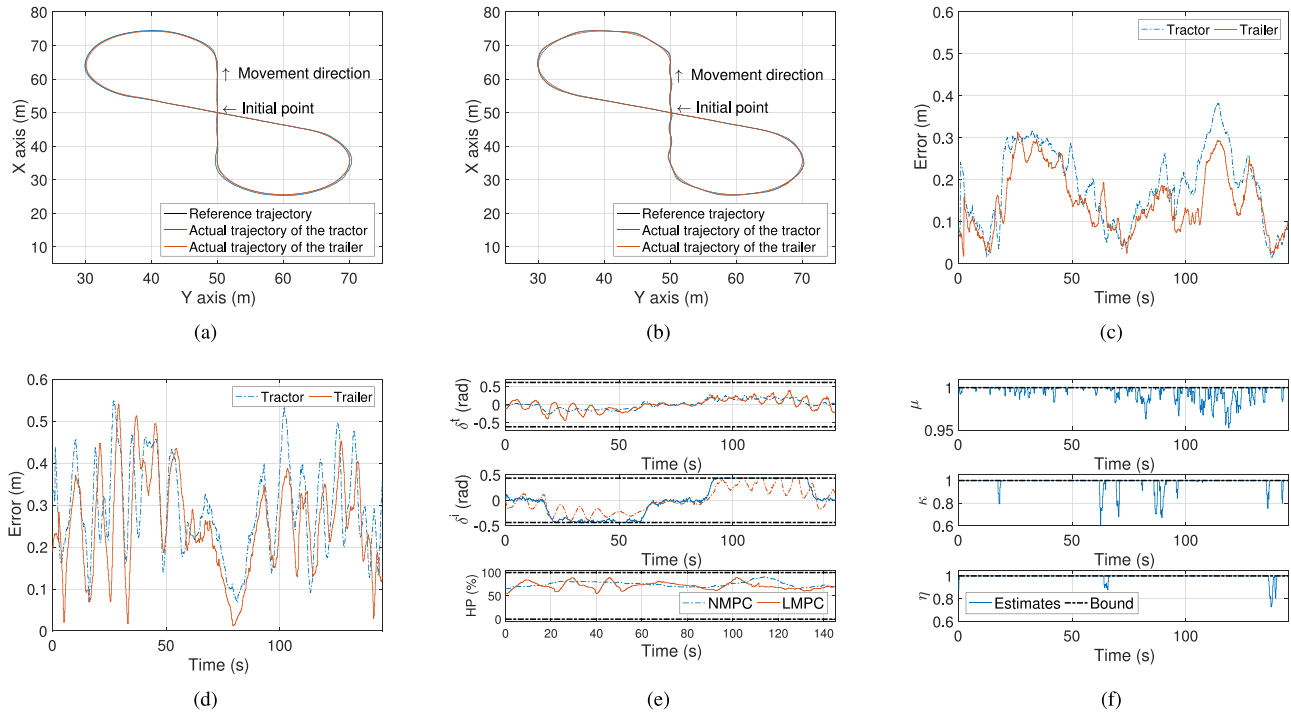 80
70
60
50
40
30
20
10
X axis (m)
↑ Movement direction
← Initial point
Reference trajectory
Actual trajectory of the tractor
Actual trajectory of the trailer
30 40 50 60 70
Y axis (m)
(a)
80
70
60
50
40
30
20
10
X axis (m)
↑ Movement direction
← Initial point
Reference trajectory
Actual trajectory of the tractor
Actual trajectory of the trailer
30 40 50 60 70
Y axis (m)
(b)
0.6
0.5
0.4
0.3
0.2
0.1
0
Error (m)
Tractor Trailer
0 50 100
Time (s)
(c)
0.6
0.5
0.4
0.3
0.2
0.1
0
Error (m)
Tractor Trailer
0 50 100
Time (s)
(d)
0.5
0
-0.5
δᵗ (rad)
0 50 100
Time (s)
0.5
0
-0.5
δⁱ (rad)
0 50 100
Time (s)
100
50
0
HP (%)
NMPC LMPC
0 20 40 60 80 100 120 140
Time (s)
(e)
1
0.95
μ
0 50 100
Time (s)
1
0.8
0.6
κ
0 50 100
Time (s)
1
0.8
0.6
η
Estimates Bound
0 50 100
Time (s)
(f)